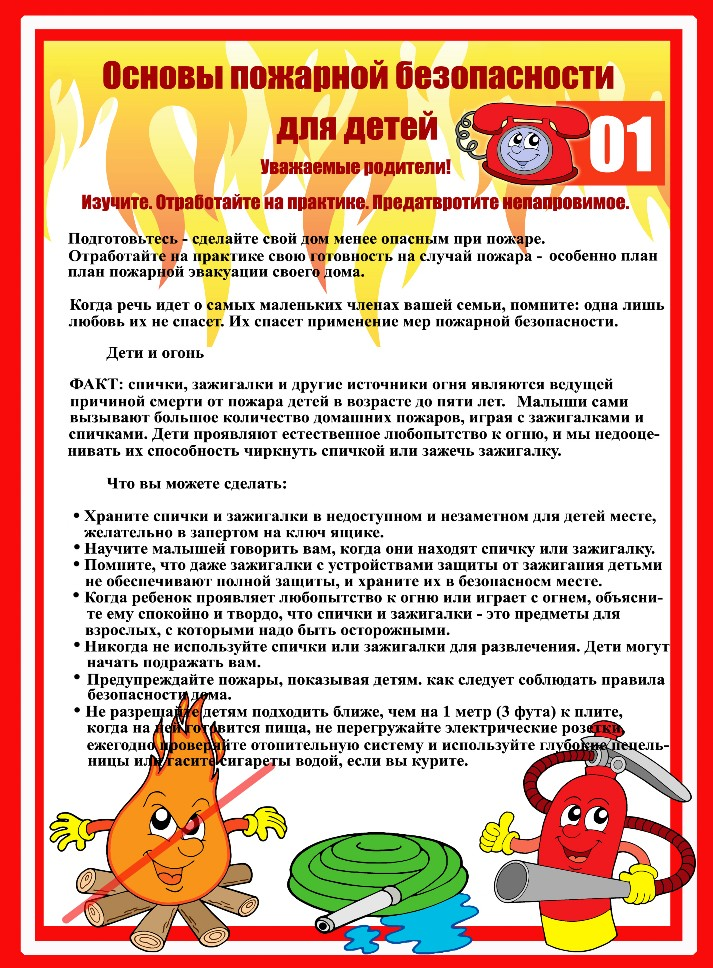 Основы пожарной безопасности
для детей
01
Уважаемые родители!
Изучите. Отработайте на практике. Предатвротите непапровимое.
Подготовьтесь - сделайте свой дом менее опасным при пожаре.
Отработайте на практике свою готовность на случай пожара - особенно план
план пожарной эвакуации своего дома.
Когда речь идет о самых маленьких членах вашей семьи, помните: одна лишь
любовь их не спасет. Их спасет применение мер пожарной безопасности.
Дети и огонь
ФАКТ: спички, зажигалки и другие источники огня являются ведущей
причиной смерти от пожара детей в возрасте до пяти лет. Малыши сами
вызывают большое количество домашних пожаров, играя с зажигалками и
спичками. Дети проявляют естественное любопытство к огню, и мы недооце-
нивать их способность чиркнуть спичкой или зажечь зажигалку.
Что вы можете сделать:
• Храните спички и зажигалки в недоступном и незаметном для детей месте,
желательно в запертом на ключ ящике.
• Научите малышей говорить вам, когда они находят спичку или зажигалку.
• Помните, что даже зажигалки с устройствами защиты от зажигания детьми
не обеспечивают полной защиты, и храните их в безопасносм месте.
• Когда ребенок проявляет любопытство к огню или играет с огнем, объясни-
те ему спокойно и твордо, что спички и зажигалки - это предметы для
взрослых, с которыми надо быть осторожными.
• Никогда не используйте спички или зажигалки для развлечения. Дети могут
начать подражать вам.
• Предупреждайте пожары, показывая детям. как следует соблюдать правила
безопасности дома.
• Не разрешайте детям подходить ближе, чем на 1 метр (3 фута) к плите,
когда на ней готовится пища, не перегружайте электрические розетки,
ежегодно проверяйте отопительную систему и используйте глубокие пепель-
ницы или гасите сигареты водой, если вы курите.